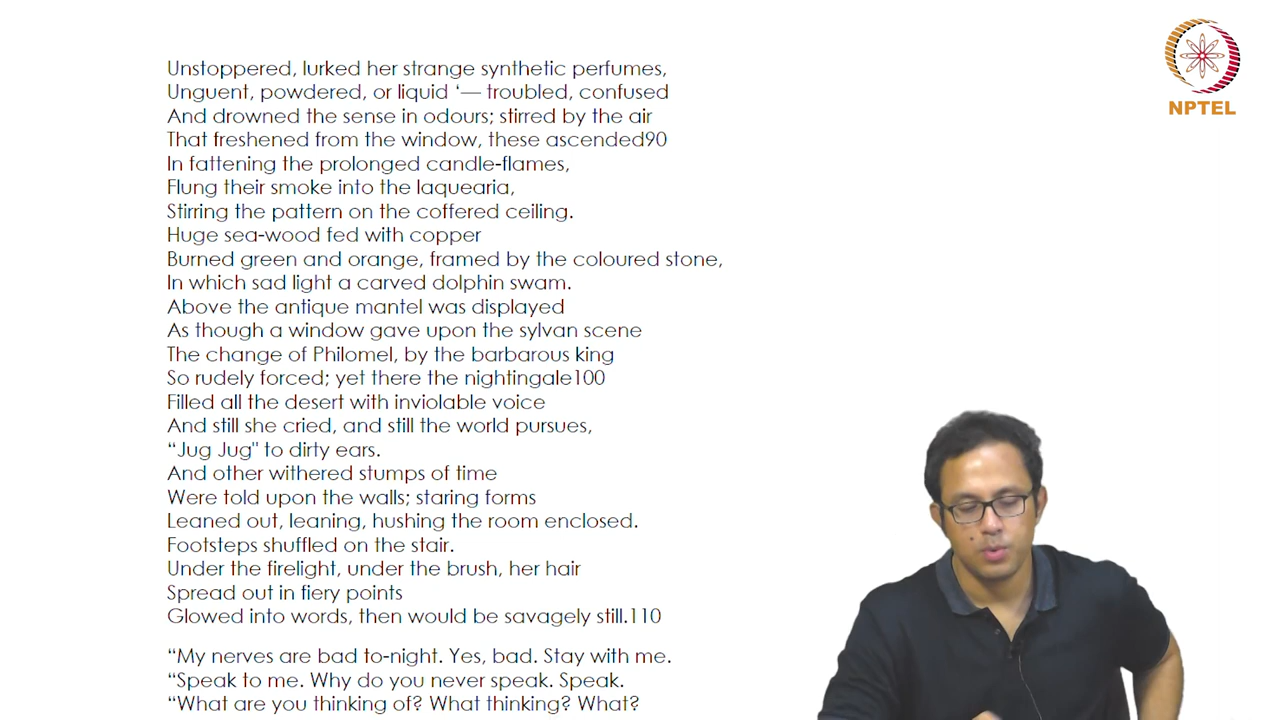 Unstoppered, lurked her strange synthetic perfumes,
Unguent, powdered, or liquid ‘— troubled, confused
And drowned the sense in odours; stirred by the air
That freshened from the window, these ascended90
In fattening the prolonged candle-flames,
Flung their smoke into the laquearia,
Stirring the pattern on the coffered ceiling.
Huge sea-wood fed with copper
Burned green and orange, framed by the coloured stone,
In which sad light a carved dolphin swam.
Above the antique mantel was displayed
As though a window gave upon the sylvan scene
The change of Philomel, by the barbarous king
So rudely forced; yet there the nightingale100
Filled all the desert with inviolable voice
And still she cried, and still the world pursues,
“Jug Jug" to dirty ears.
And other withered stumps of time
Were told upon the walls; staring forms
Leaned out, leaning, hushing the room enclosed.
Footsteps shuffled on the stair.
Under the firelight, under the brush, her hair
Spread out in fiery points
Glowed into words, then would be savagely still.110
“My nerves are bad to-night. Yes, bad. Stay with me.
“Speak to me. Why do you never speak. Speak.
“What are you thinking of? What thinking? What?
NPTEL